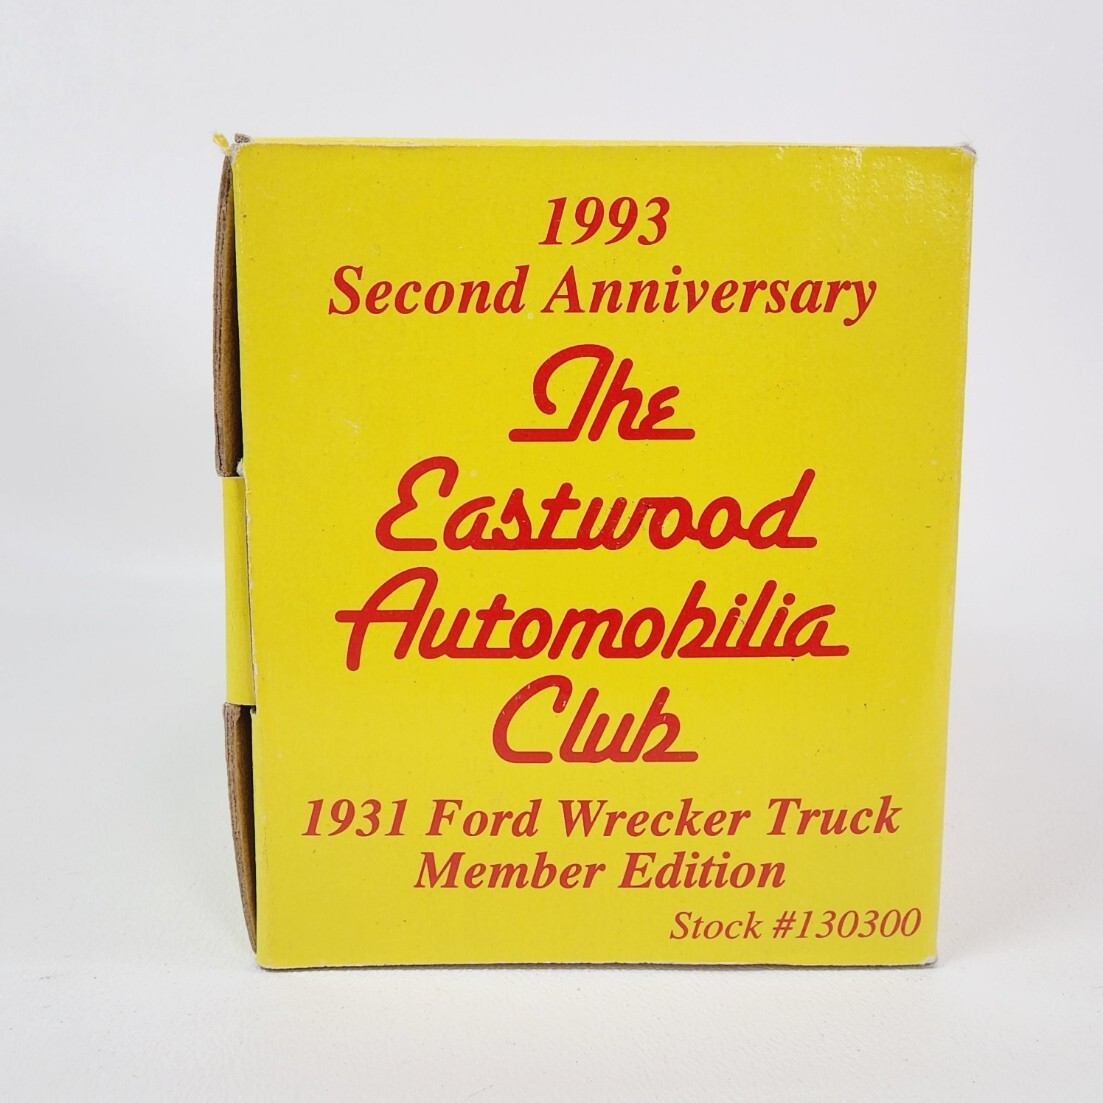 1993
Second Anniversary
The
Eastwood
Automobilia
Club
1931 Ford Wrecker Truck
Member Edition
Stock #130300